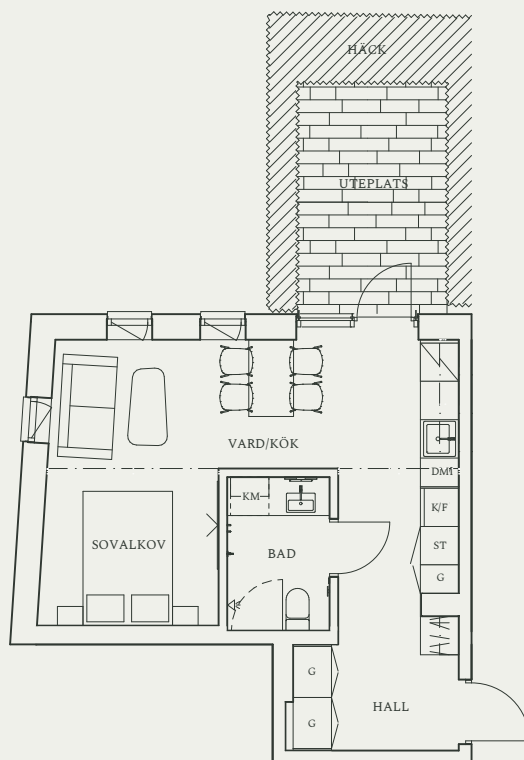 HÄCK
UTEPLATS
VARD/KÖK
DM
KM
K/F
SOVALKOV
BAD
ST
G
G
HALL
G